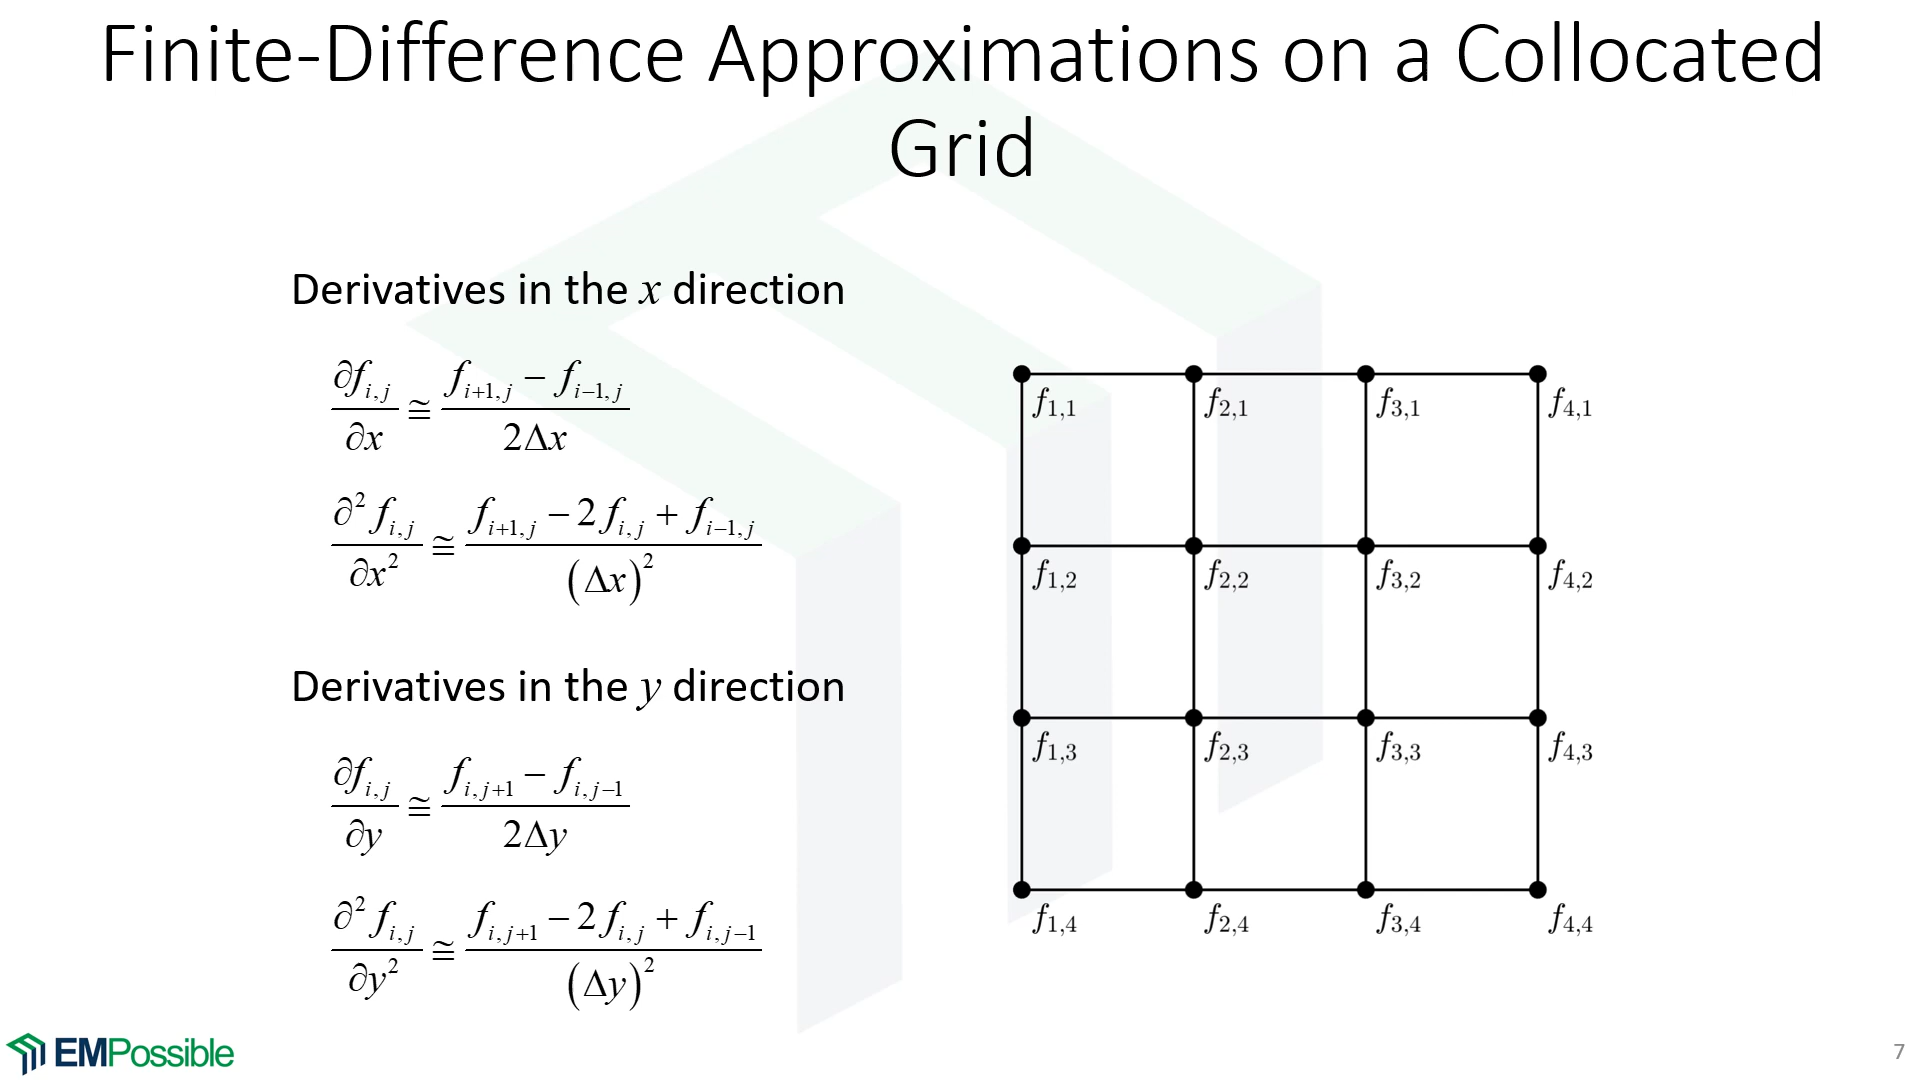 Finite-Difference Approximations on a Collocated
Grid
Derivatives in the x direction
∂f_{i,j}/∂x ≅ (f_{i+1,j} − f_{i−1,j})/(2Δx)
∂²f_{i,j}/∂x² ≅ (f_{i+1,j} − 2f_{i,j} + f_{i−1,j})/(Δx)²
Derivatives in the y direction
∂f_{i,j}/∂y ≅ (f_{i,j+1} − f_{i,j−1})/(2Δy)
∂²f_{i,j}/∂y² ≅ (f_{i,j+1} − 2f_{i,j} + f_{i,j−1})/(Δy)²
f_{1,1} f_{2,1} f_{3,1} f_{4,1}
f_{1,2} f_{2,2} f_{3,2} f_{4,2}
f_{1,3} f_{2,3} f_{3,3} f_{4,3}
f_{1,4} f_{2,4} f_{3,4} f_{4,4}
EMPossible
7